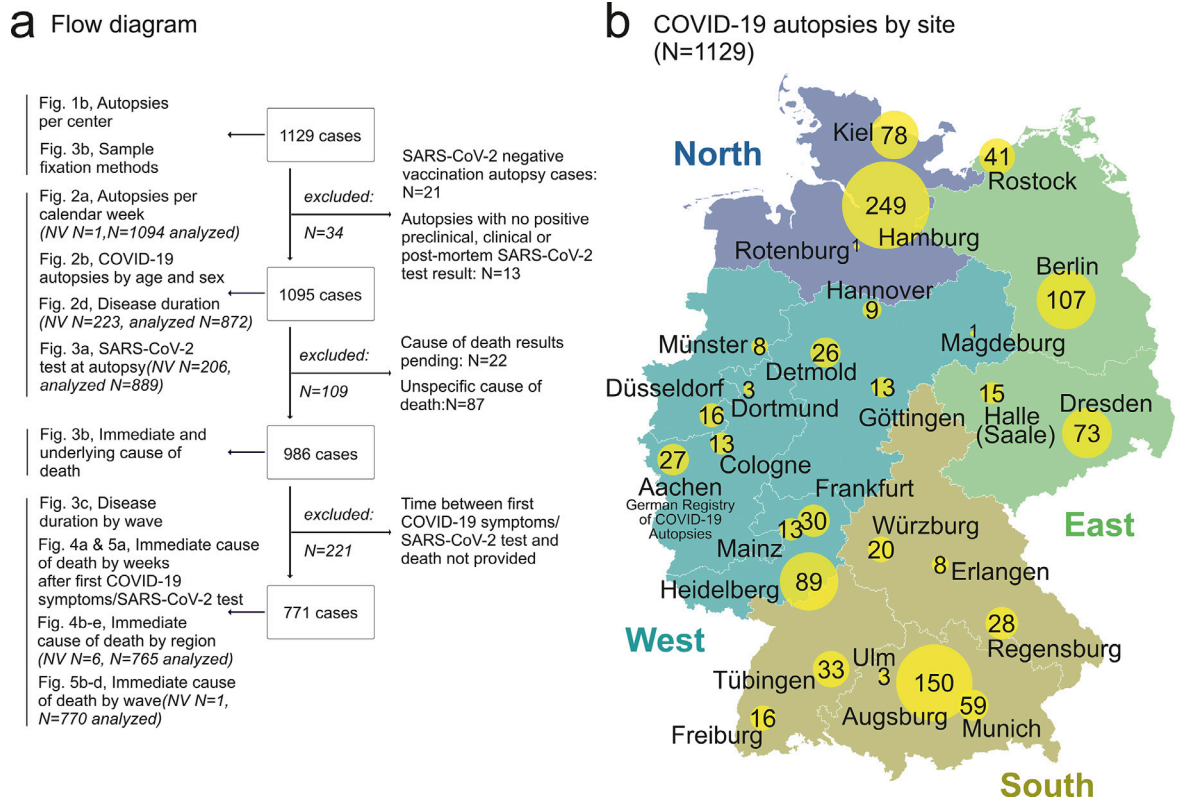 a Flow diagram
Fig. 1b, Autopsies
per center
Fig. 3b, Sample
fixation methods
1129 cases
excluded:
N=34
SARS-CoV-2 negative
vaccination autopsy cases:
N=21
Autopsies with no positive
preclinical, clinical or
post-mortem SARS-CoV-2
test result: N=13
Fig. 2a, Autopsies per
calendar week
(NV N=1,N=1094 analyzed)
Fig. 2b, COVID-19
autopsies by age and sex
Fig. 2d, Disease duration
(NV N=223, analyzed N=872)
Fig. 3a, SARS-CoV-2
test at autopsy(NV N=206,
analyzed N=889)
1095 cases
excluded:
N=109
Cause of death results
pending: N=22
Unspecific cause of
death:N=87
Fig. 3b, Immediate and
underlying cause of
death
986 cases
excluded:
N=221
Time between first
COVID-19 symptoms/
SARS-CoV-2 test and
death not provided
Fig. 3c, Disease
duration by wave
Fig. 4a & 5a, Immediate cause
of death by weeks
after first COVID-19
symptoms/SARS-CoV-2 test
Fig. 4b-e, Immediate
cause of death by region
(NV N=6, N=765 analyzed)
Fig. 5b-d, Immediate cause
of death by wave(NV N=1,
N=770 analyzed)
771 cases
b COVID-19 autopsies by site
(N=1129)
North
Kiel 78
41
Rostock
249
Hamburg
Rotenburg 1
Berlin
107
Hannover
9
1
Magdeburg
Münster 8
26
Detmold
Düsseldorf
3
Dortmund
16
13
Göttingen
15
Halle
(Saale)
Dresden
73
13
Cologne
27
Aachen
German Registry
of COVID-19
Autopsies
Frankfurt
30
13
Mainz
East
Würzburg
20
8 Erlangen
Heidelberg 89
West
28
Regensburg
Tübingen 33
Ulm
3
150
Augsburg
59
Munich
16
Freiburg
South